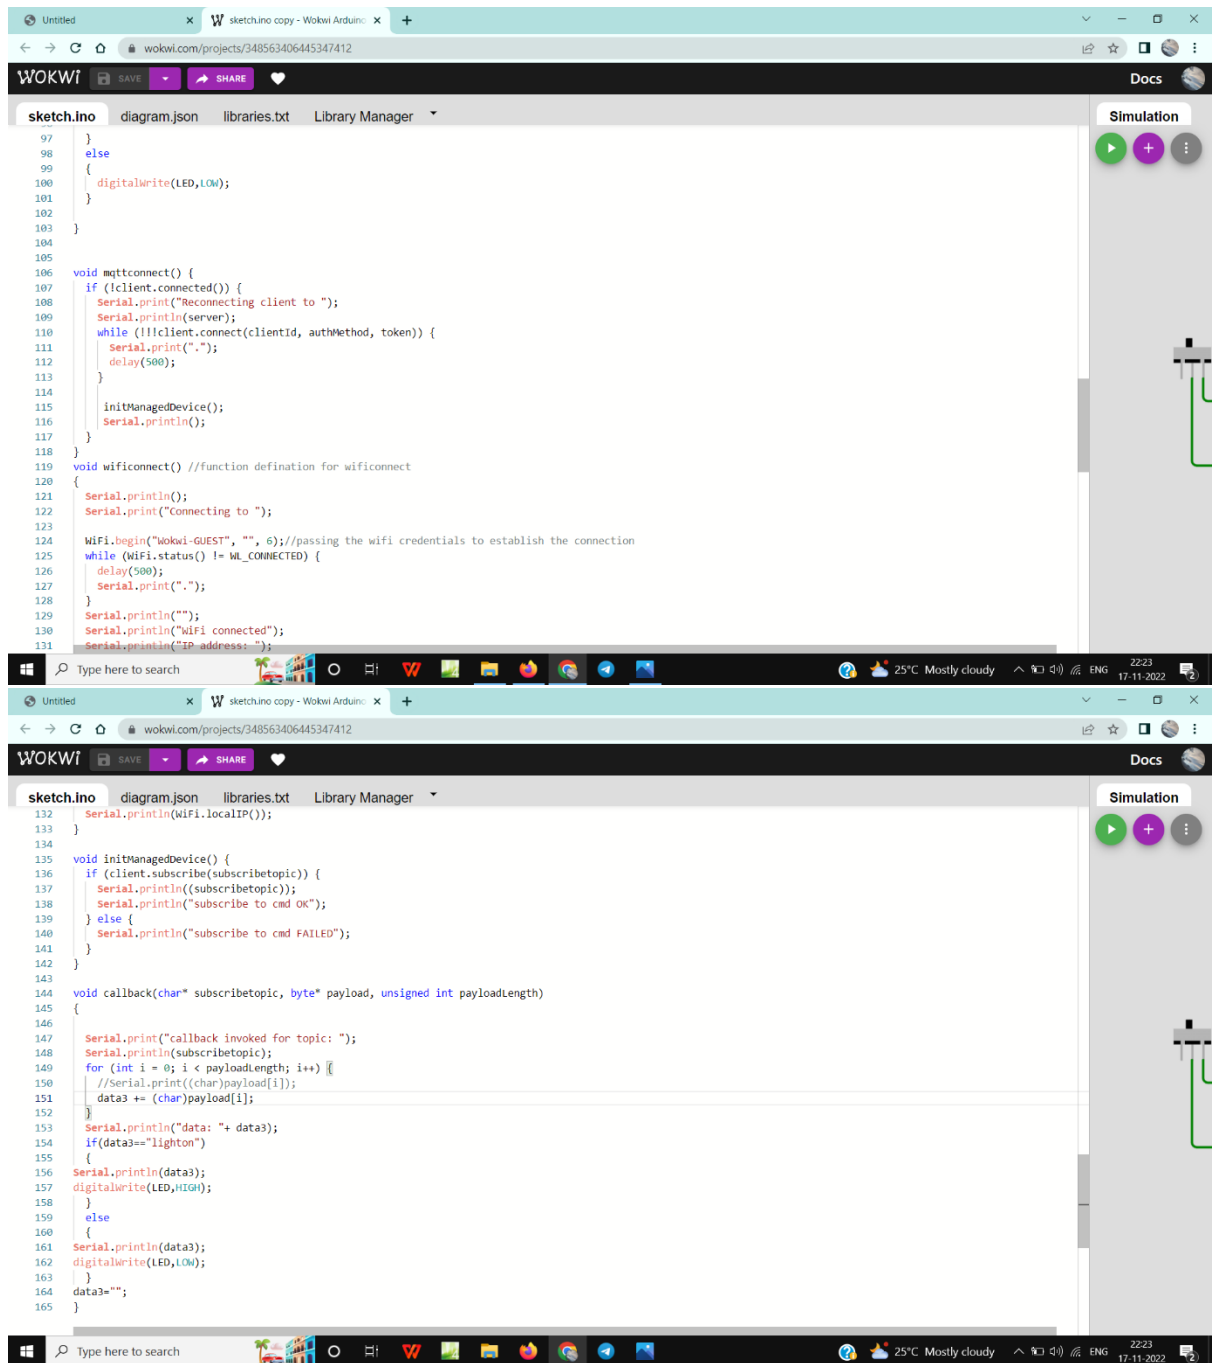 Untitled
sketch.ino copy - Wokwi Arduino
wokwi.com/projects/348563406445347412
WOKWI SAVE SHARE Docs
sketch.ino diagram.json libraries.txt Library Manager Simulation
97 }
98 else
99 {
100 digitalWrite(LED,LOW);
101 }
102
103 }
104
105
106 void mqttconnect() {
107 if (!client.connected()) {
108 Serial.print("Reconnecting client to ");
109 Serial.println(server);
110 while (!!!client.connect(clientId, authMethod, token)) {
111 Serial.print(".");
112 delay(500);
113 }
114
115 initManagedDevice();
116 Serial.println();
117 }
118 }
119 void wificonnect() //function defination for wificonnect
120 {
121 Serial.println();
122 Serial.print("Connecting to ");
123
124 WiFi.begin("Wokwi-GUEST", "", 6);//passing the wifi credentials to establish the connection
125 while (WiFi.status() != WL_CONNECTED) {
126 delay(500);
127 Serial.print(".");
128 }
129 Serial.println("");
130 Serial.println("WiFi connected");
131 Serial.println("IP address: ");
Type here to search 25°C Mostly cloudy ENG 22:23
17-11-2022 2
Untitled
sketch.ino copy - Wokwi Arduino
wokwi.com/projects/348563406445347412
WOKWI SAVE SHARE Docs
sketch.ino diagram.json libraries.txt Library Manager Simulation
132 Serial.println(WiFi.localIP());
133 }
134
135 void initManagedDevice() {
136 if (client.subscribe(subscribetopic)) {
137 Serial.println((subscribetopic));
138 Serial.println("subscribe to cmd OK");
139 } else {
140 Serial.println("subscribe to cmd FAILED");
141 }
142 }
143
144 void callback(char* subscribetopic, byte* payload, unsigned int payloadLength)
145 {
146
147 Serial.print("callback invoked for topic: ");
148 Serial.println(subscribetopic);
149 for (int i = 0; i < payloadLength; i++) {
150 //Serial.print((char)payload[i]);
151 data3 += (char)payload[i];
152 }
153 Serial.println("data: "+ data3);
154 if(data3=="lighton")
155 {
156 Serial.println(data3);
157 digitalWrite(LED,HIGH);
158 }
159 else
160 {
161 Serial.println(data3);
162 digitalWrite(LED,LOW);
163 }
164 data3="";
165 }
Type here to search 25°C Mostly cloudy ENG 22:23
17-11-2022 2